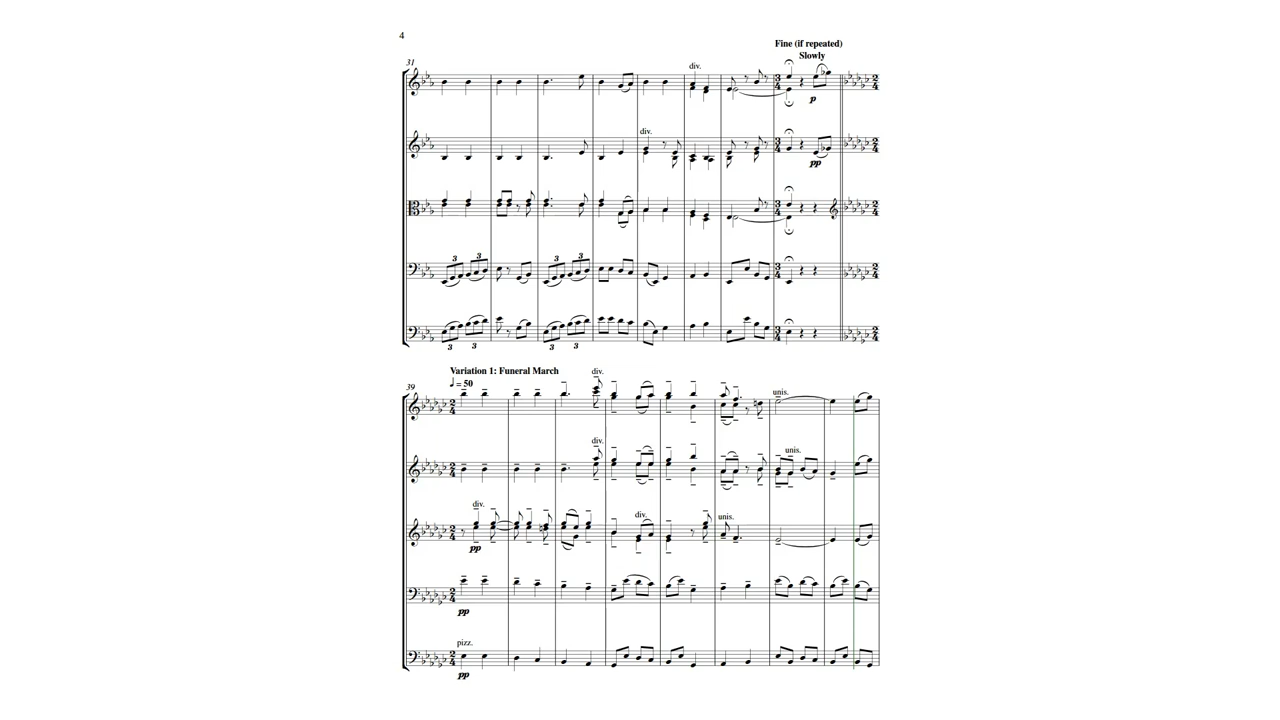 4
Fine (if repeated)
Slowly
31
div.
p
div.
pp
3 3 3 3
3 3 3 3
Variation 1: Funeral March
♩ = 50
39
div.
unis.
div.
unis.
div.
div.
unis.
pp
pp
pizz.
pp